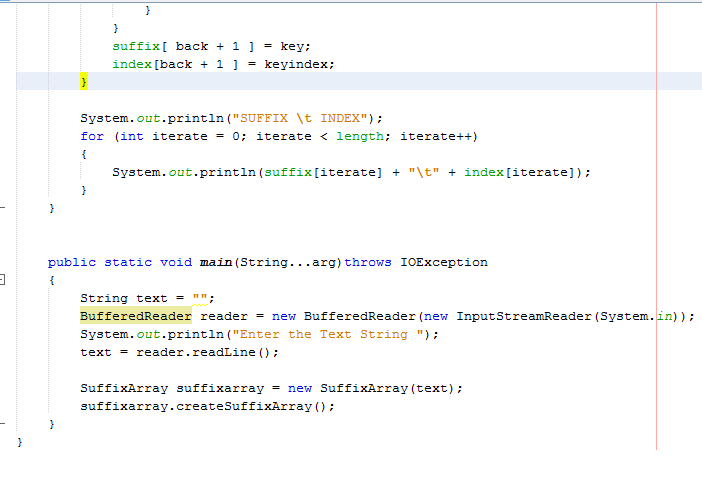 }
}
suffix[ back + 1 ] = key;
index[back + 1 ] = keyindex;
}
System.out.println("SUFFIX \t INDEX");
for (int iterate = 0; iterate < length; iterate++)
{
System.out.println(suffix[iterate] + "\t" + index[iterate]);
}
}
public static void main(String...arg)throws IOException
{
String text = "";
BufferedReader reader = new BufferedReader(new InputStreamReader(System.in));
System.out.println("Enter the Text String ");
text = reader.readLine();
SuffixArray suffixarray = new SuffixArray(text);
suffixarray.createSuffixArray();
}
}